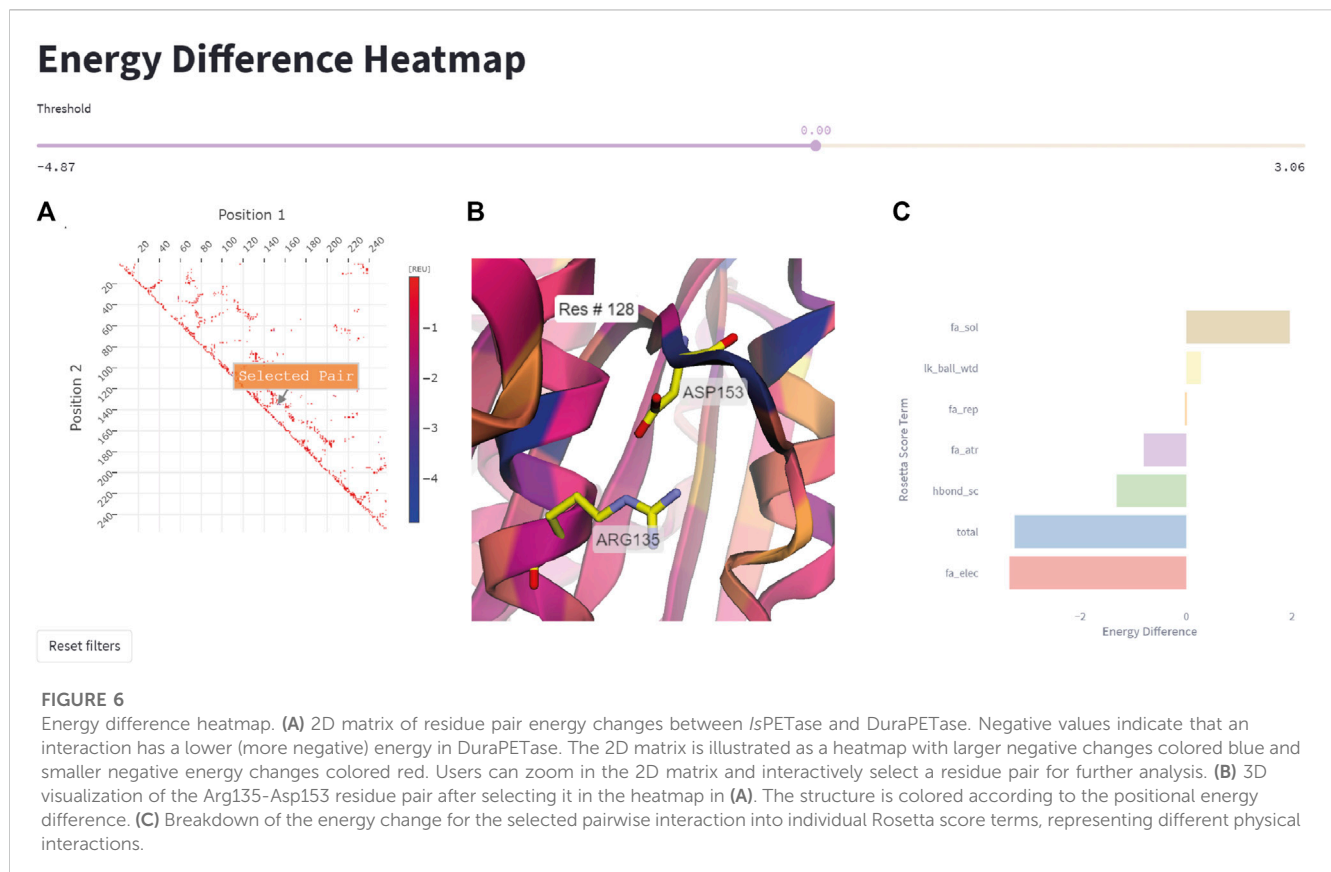 Energy Difference Heatmap
Threshold
0.00
-4.87
3.06
A
Position 1
20 40 60 80 100 120 140 160 180 200 220 240
[REU]
20
40
60
80
100
120
140
160
180
200
220
240
Position 2
Selected Pair
−1
−2
−3
−4
B
Res # 128
ASP153
ARG135
C
Rosetta Score Term
fa_sol
lk_ball_wtd
fa_rep
fa_atr
hbond_sc
total
fa_elec
−2 0 2
Energy Difference
Reset filters
FIGURE 6
Energy difference heatmap. (A) 2D matrix of residue pair energy changes between IsPETase and DuraPETase. Negative values indicate that an
interaction has a lower (more negative) energy in DuraPETase. The 2D matrix is illustrated as a heatmap with larger negative changes colored blue and
smaller negative energy changes colored red. Users can zoom in the 2D matrix and interactively select a residue pair for further analysis. (B) 3D
visualization of the Arg135-Asp153 residue pair after selecting it in the heatmap in (A). The structure is colored according to the positional energy
difference. (C) Breakdown of the energy change for the selected pairwise interaction into individual Rosetta score terms, representing different physical
interactions.